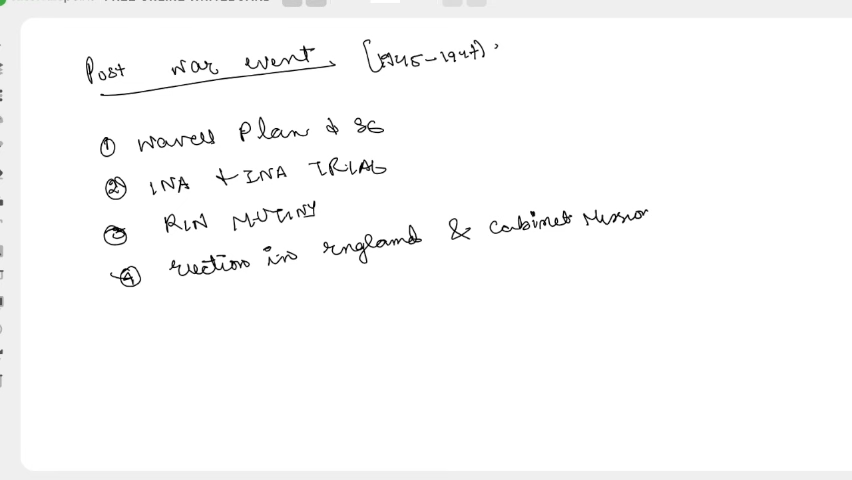 Post war event. [1945-1947)
① Wavell Plan & SC
② INA + INA TRIAL
③ RIN MUTINY
④ Election in England & Cabinet Mission